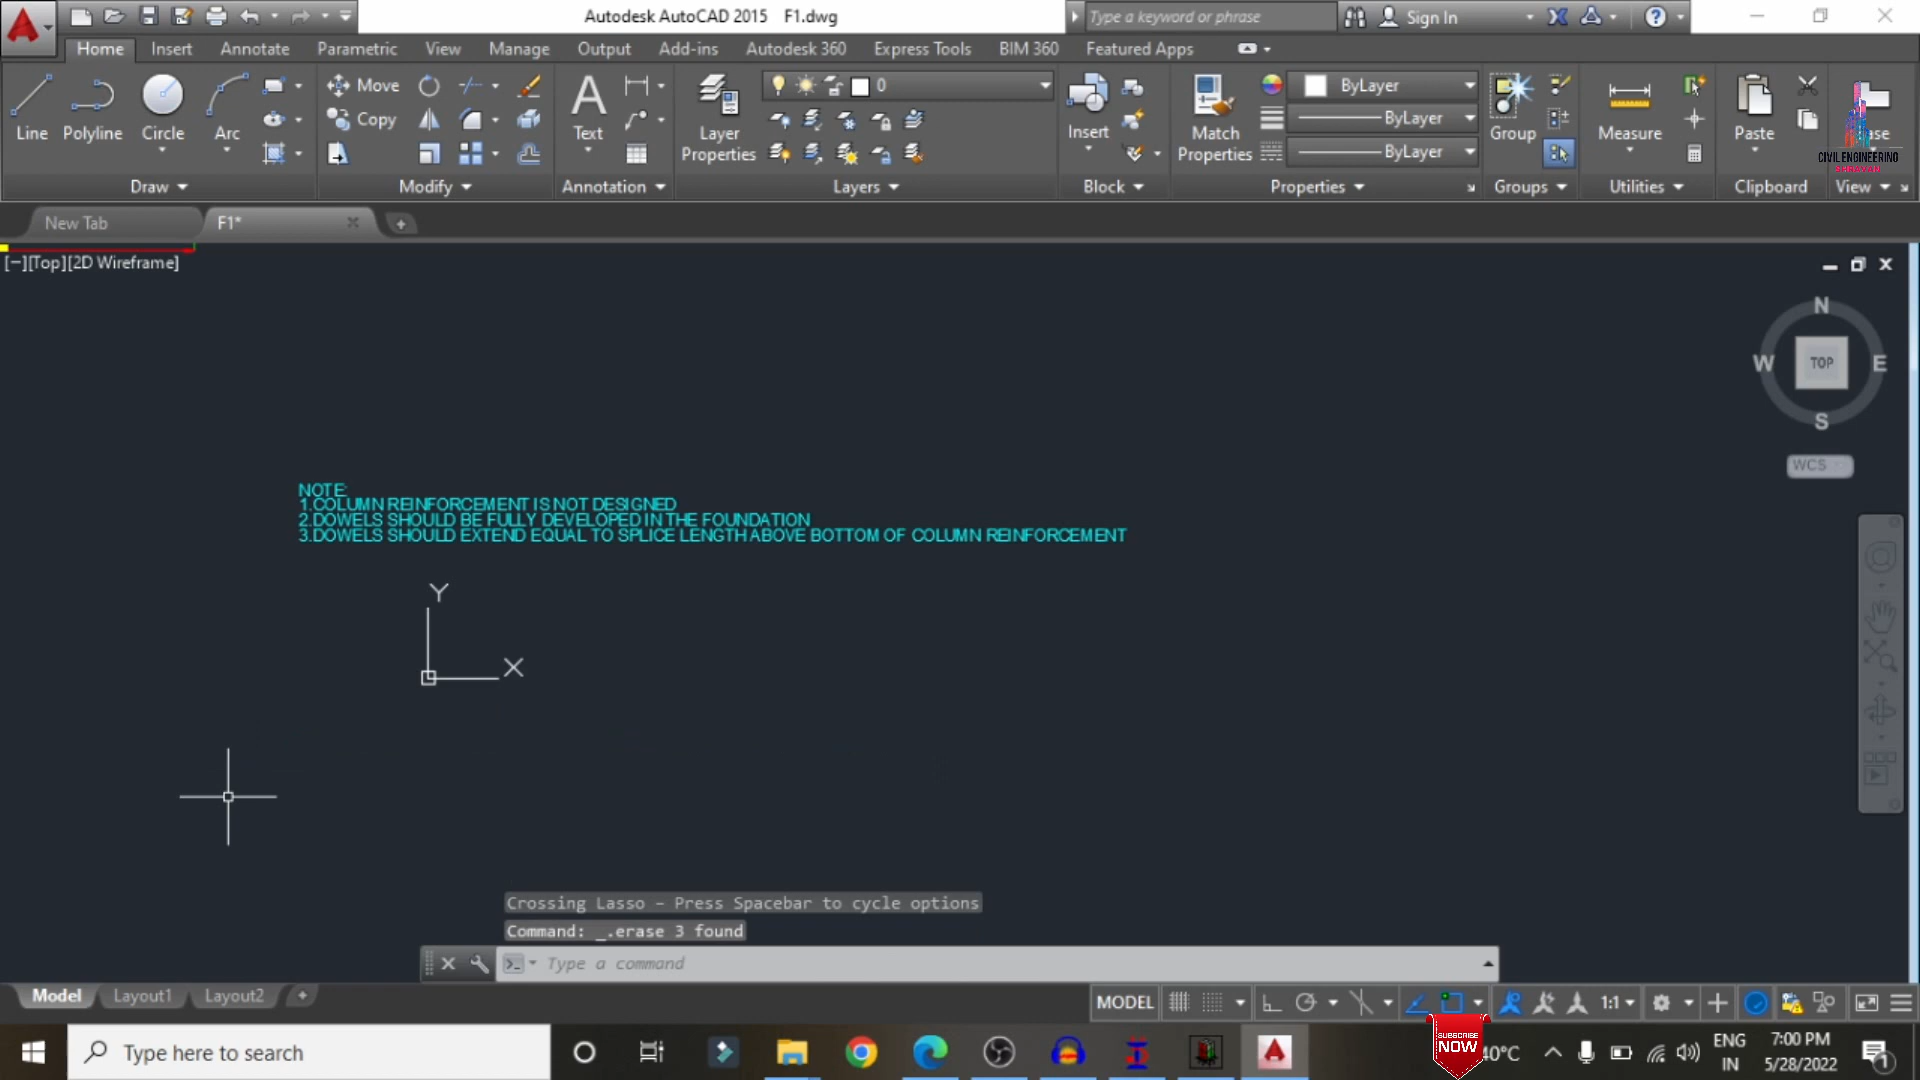 Autodesk AutoCAD 2015 F1.dwg
Type a keyword or phrase
Sign In
Home
Insert
Annotate
Parametric
View
Manage
Output
Add-ins
Autodesk 360
Express Tools
BIM 360
Featured Apps
Line
Polyline
Circle
Arc
Draw
Move
Copy
Modify
Text
Annotation
Layer
Properties
0
Layers
Insert
Block
Match
Properties
ByLayer
ByLayer
ByLayer
Properties
Group
Groups
Measure
Utilities
Paste
Clipboard
CIVIL ENGINEERING
View
New Tab
F1*
[−][Top][2D Wireframe]
N
W
TOP
E
S
WCS
NOTE:
1.COLUMN REINFORCEMENT IS NOT DESIGNED
2.DOWELS SHOULD BE FULLY DEVELOPED IN THE FOUNDATION
3.DOWELS SHOULD EXTEND EQUAL TO SPLICE LENGTH ABOVE BOTTOM OF COLUMN REINFORCEMENT
Y
X
Crossing Lasso – Press Spacebar to cycle options
Command: _.erase 3 found
Type a command
Model
Layout1
Layout2
MODEL
1:1
Type here to search
SUBSCRIBE
NOW
40°C
ENG
IN
7:00 PM
5/28/2022
1